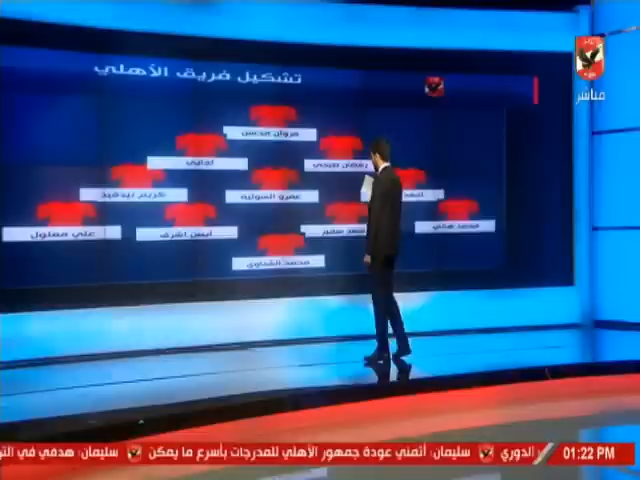 تشكيل فريق الأهلي
مباشر
مروان محسن
رمضان صبحي
كريم نيدفيد
عمرو السولية
علي معلول
أيمن أشرف
سعد سمير
محمد هاني
محمد الشناوي
01:22 PM
الدوري
سليمان: أتمني عودة جمهور الأهلي للمدرجات بأسرع ما يمكن
سليمان: هدفي في